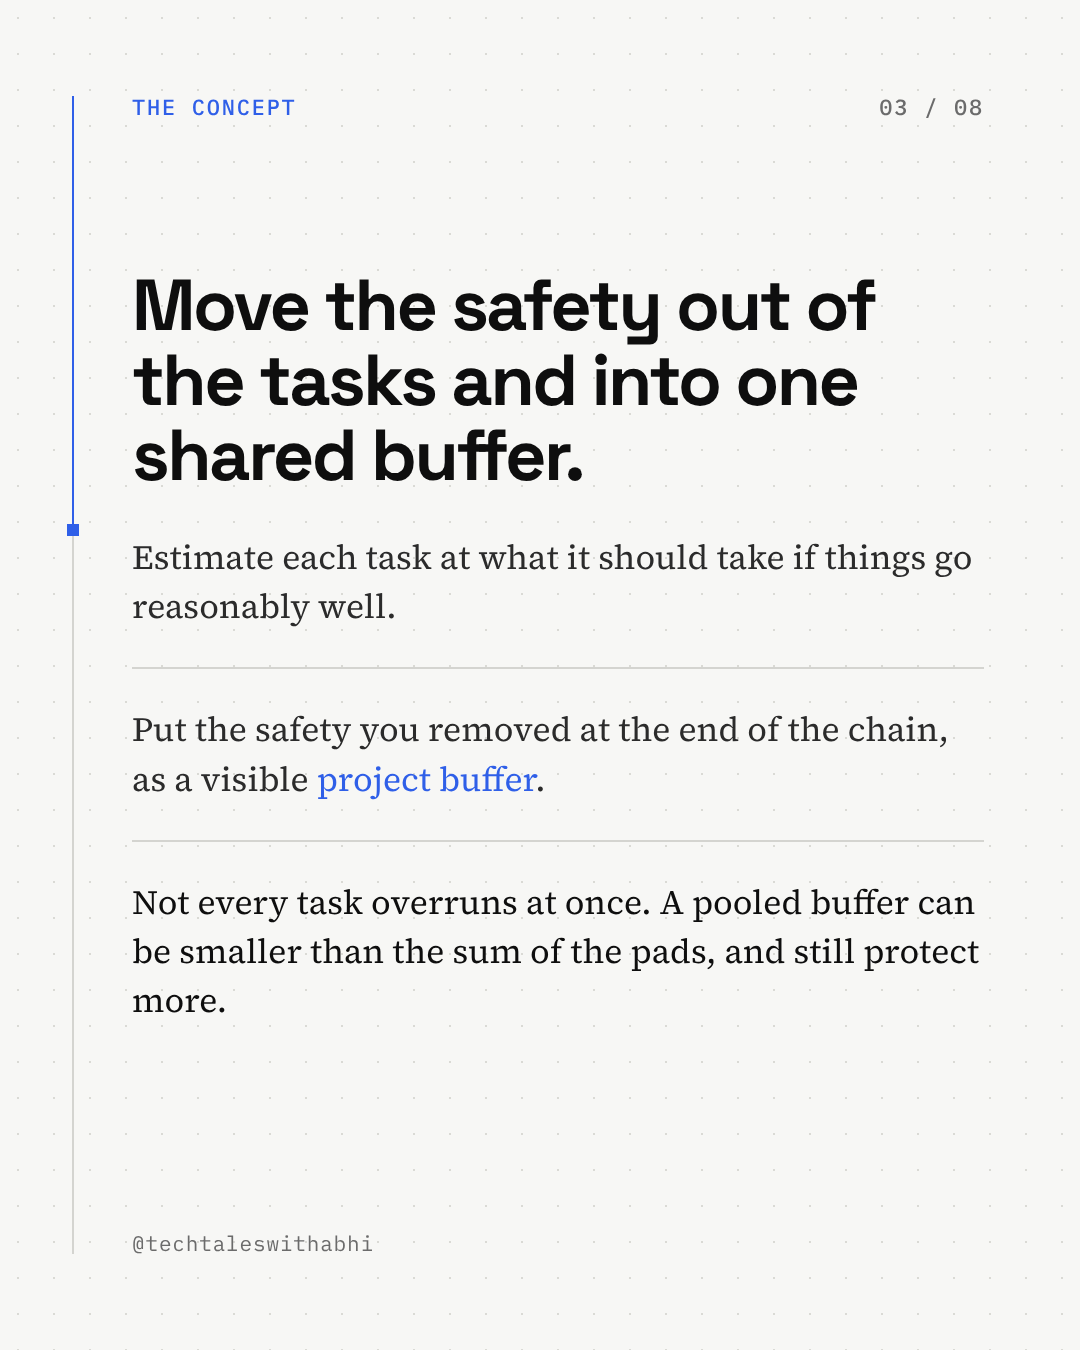 THE CONCEPT
03 / 08
Move the safety out of
the tasks and into one
shared buffer.
Estimate each task at what it should take if things go
reasonably well.
Put the safety you removed at the end of the chain,
as a visible project buffer.
Not every task overruns at once. A pooled buffer can
be smaller than the sum of the pads, and still protect
more.
@techtaleswithabhi